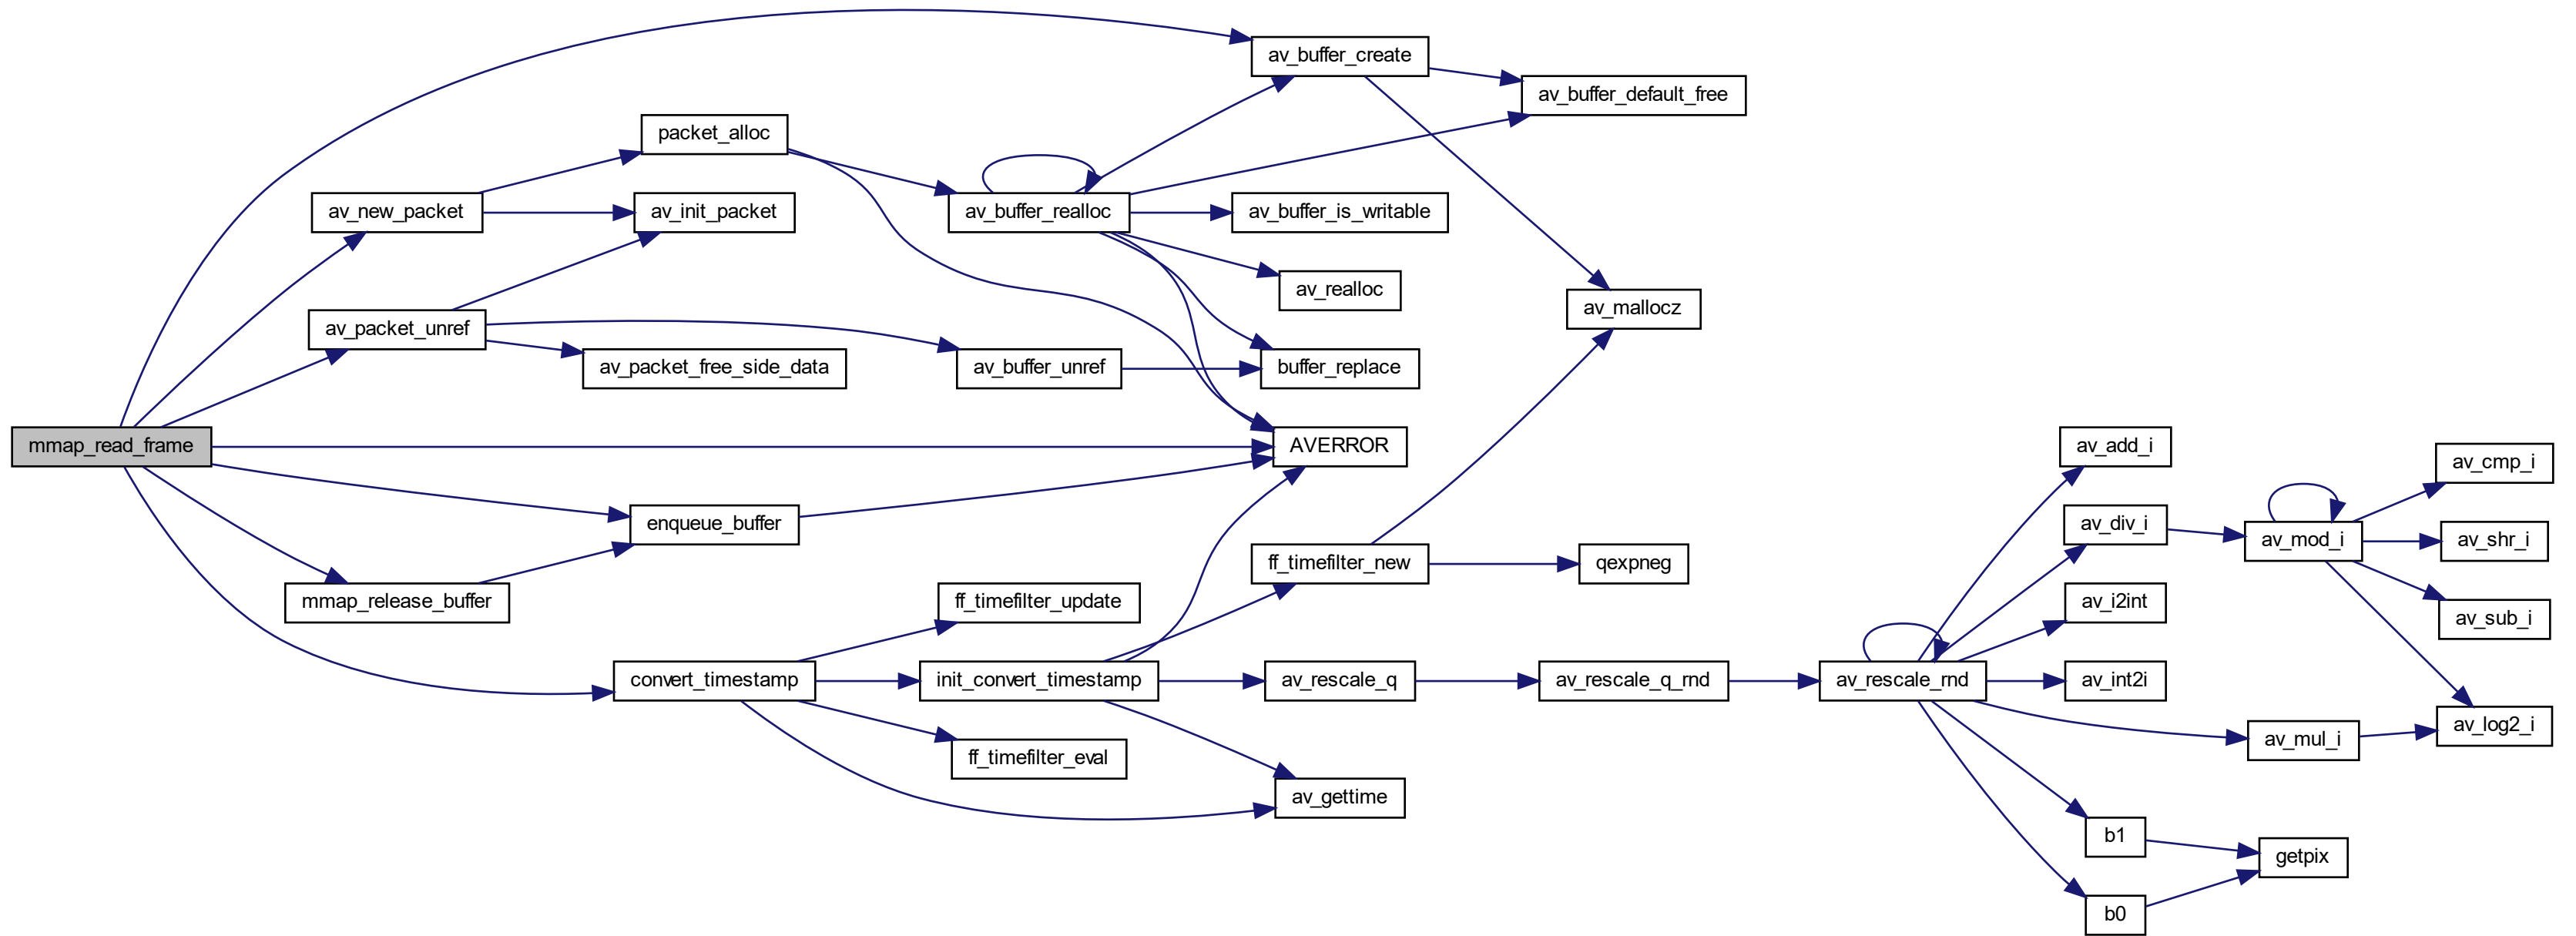 av_buffer_create
av_buffer_default_free
packet_alloc
av_new_packet
av_init_packet
av_buffer_realloc
av_buffer_is_writable
av_realloc
av_mallocz
av_packet_unref
av_packet_free_side_data
av_buffer_unref
buffer_replace
mmap_read_frame
AVERROR
av_add_i
av_cmp_i
enqueue_buffer
av_div_i
av_mod_i
av_shr_i
ff_timefilter_new
qexpneg
mmap_release_buffer
ff_timefilter_update
av_i2int
av_sub_i
convert_timestamp
init_convert_timestamp
av_rescale_q
av_rescale_q_rnd
av_rescale_rnd
av_int2i
av_log2_i
av_mul_i
ff_timefilter_eval
av_gettime
b1
getpix
b0